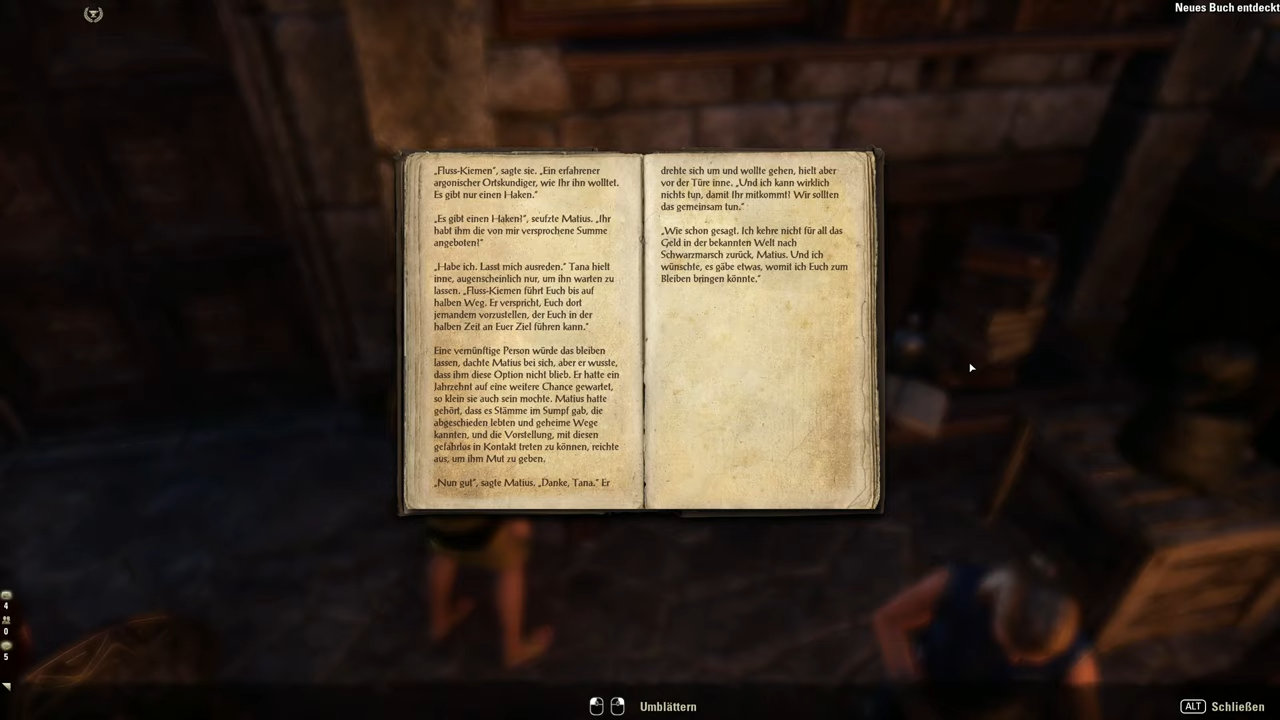 Neues Buch entdeckt
„Fluss-Kiemen“, sagte sie. „Ein erfahrener
argonischer Ortskundiger, wie Ihr ihn wolltet.
Es gibt nur einen Haken.“
„Es gibt einen Haken?“, seufzte Matius. „Ihr
habt ihm die von mir versprochene Summe
angeboten?“
„Habe ich. Lasst mich ausreden.“ Tana hielt
inne, augenscheinlich nur, um ihn warten zu
lassen. „Fluss-Kiemen führt Euch bis auf
halben Weg. Er verspricht, Euch dort
jemandem vorzustellen, der Euch in der
halben Zeit an Euer Ziel führen kann.“
Eine vernünftige Person würde das bleiben
lassen, dachte Matius bei sich, aber er wusste,
dass ihm diese Option nicht blieb. Er hatte ein
Jahrzehnt auf eine weitere Chance gewartet,
so klein sie auch sein mochte. Matius hatte
gehört, dass es Stämme im Sumpf gab, die
abgeschieden lebten und geheime Wege
kannten, und die Vorstellung, mit diesen
gefahrlos in Kontakt treten zu können, reichte
aus, um ihm Mut zu geben.
„Nun gut“, sagte Matius. „Danke, Tana.“ Er
drehte sich um und wollte gehen, hielt aber
vor der Türe inne. „Und ich kann wirklich
nichts tun, damit Ihr mitkommt? Wir sollten
das gemeinsam tun.“
„Wie schon gesagt. Ich kehre nicht für all das
Geld in der bekannten Welt nach
Schwarzmarsch zurück, Matius. Und ich
wünschte, es gäbe etwas, womit ich Euch zum
Bleiben bringen könnte.“
4
0
5
Umblättern
ALT Schließen